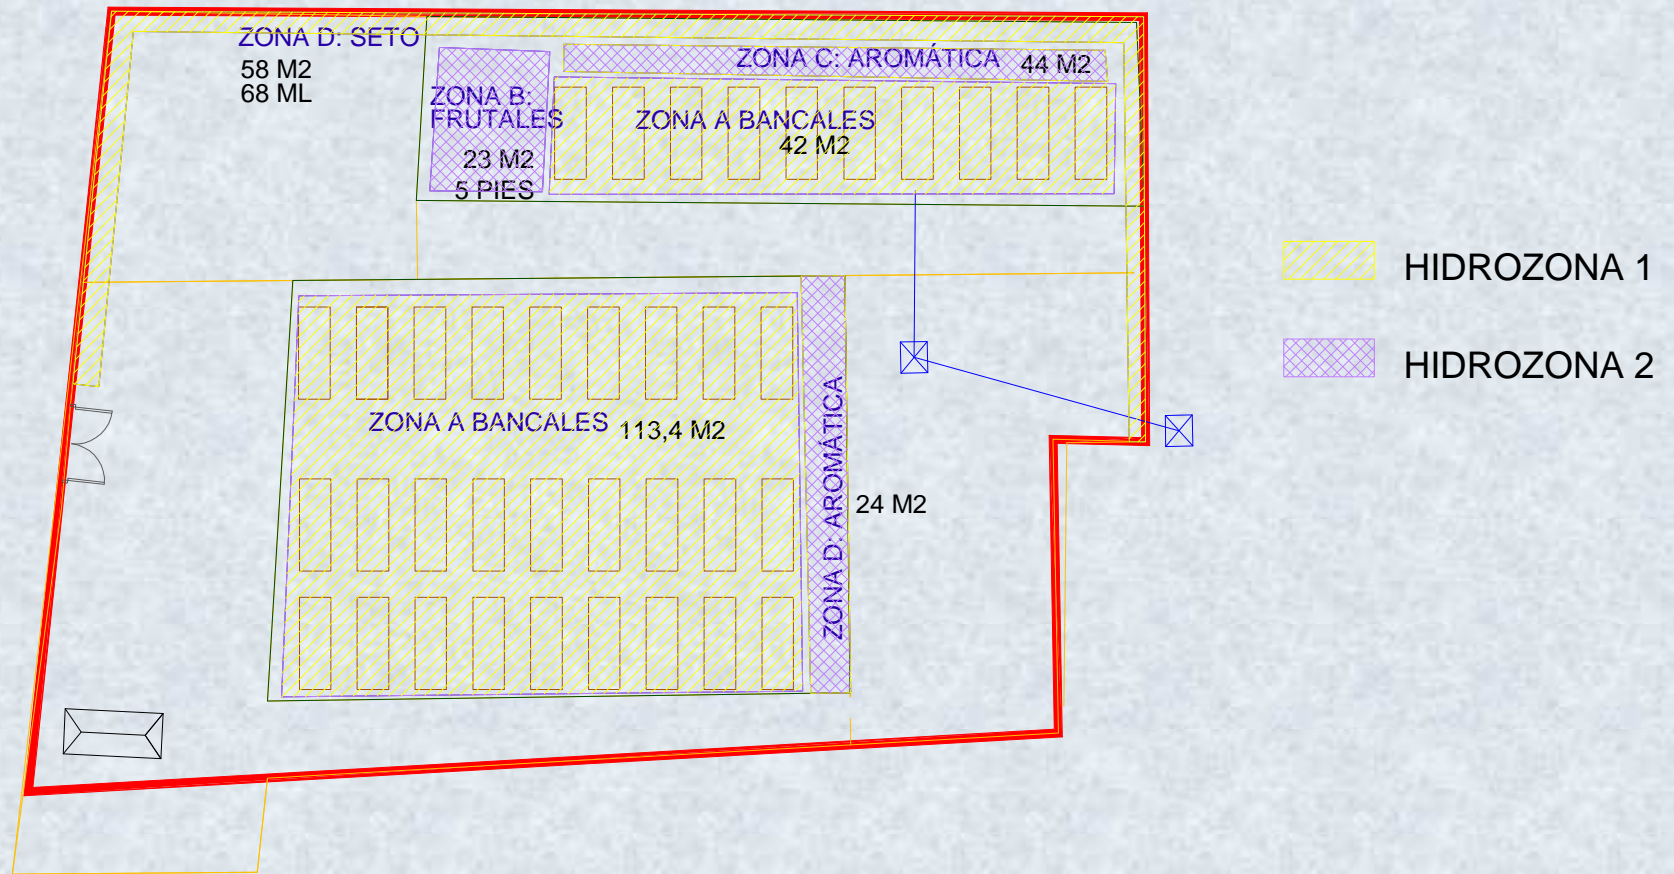 ZONA D: SETO
58 M2
68 ML
ZONA C: AROMÁTICA 44 M2
ZONA B:
FRUTALES
23 M2
5 PIES
ZONA A BANCALES
42 M2
ZONA A BANCALES 113,4 M2
ZONA D: AROMÁTICA
24 M2
HIDROZONA 1
HIDROZONA 2